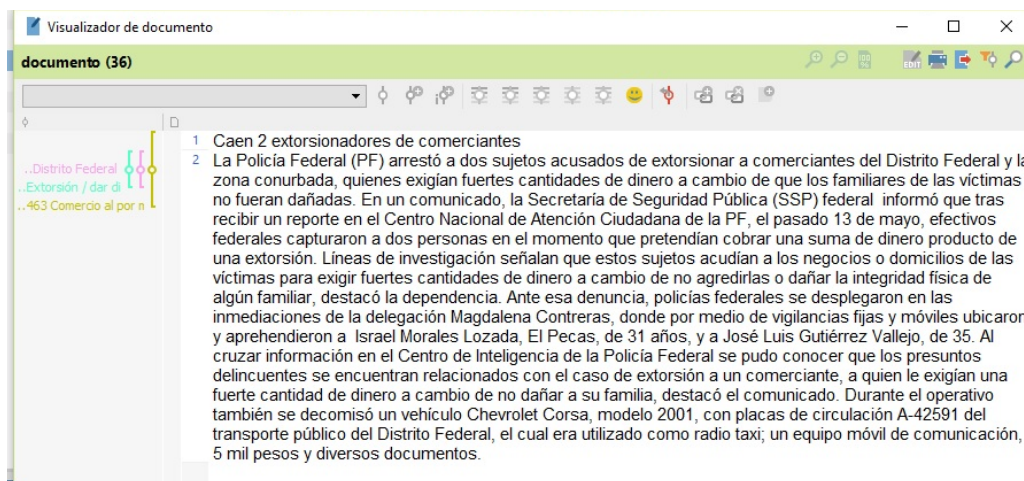 Visualizador de documento
documento (36)
EDIT
1 Caen 2 extorsionadores de comerciantes
2 La Policía Federal (PF) arrestó a dos sujetos acusados de extorsionar a comerciantes del Distrito Federal y la
..Distrito Federal
zona conurbada, quienes exigían fuertes cantidades de dinero a cambio de que los familiares de las víctimas
..Extorsión / dar di
no fueran dañadas. En un comunicado, la Secretaría de Seguridad Pública (SSP) federal informó que tras
..463 Comercio al por n
recibir un reporte en el Centro Nacional de Atención Ciudadana de la PF, el pasado 13 de mayo, efectivos
federales capturaron a dos personas en el momento que pretendían cobrar una suma de dinero producto de
una extorsión. Líneas de investigación señalan que estos sujetos acudían a los negocios o domicilios de las
víctimas para exigir fuertes cantidades de dinero a cambio de no agredirlas o dañar la integridad física de
algún familiar, destacó la dependencia. Ante esa denuncia, policías federales se desplegaron en las
inmediaciones de la delegación Magdalena Contreras, donde por medio de vigilancias fijas y móviles ubicaron
y aprehendieron a Israel Morales Lozada, El Pecas, de 31 años, y a José Luis Gutiérrez Vallejo, de 35. Al
cruzar información en el Centro de Inteligencia de la Policía Federal se pudo conocer que los presuntos
delincuentes se encuentran relacionados con el caso de extorsión a un comerciante, a quien le exigían una
fuerte cantidad de dinero a cambio de no dañar a su familia, destacó el comunicado. Durante el operativo
también se decomisó un vehículo Chevrolet Corsa, modelo 2001, con placas de circulación A-42591 del
transporte público del Distrito Federal, el cual era utilizado como radio taxi; un equipo móvil de comunicación,
5 mil pesos y diversos documentos.